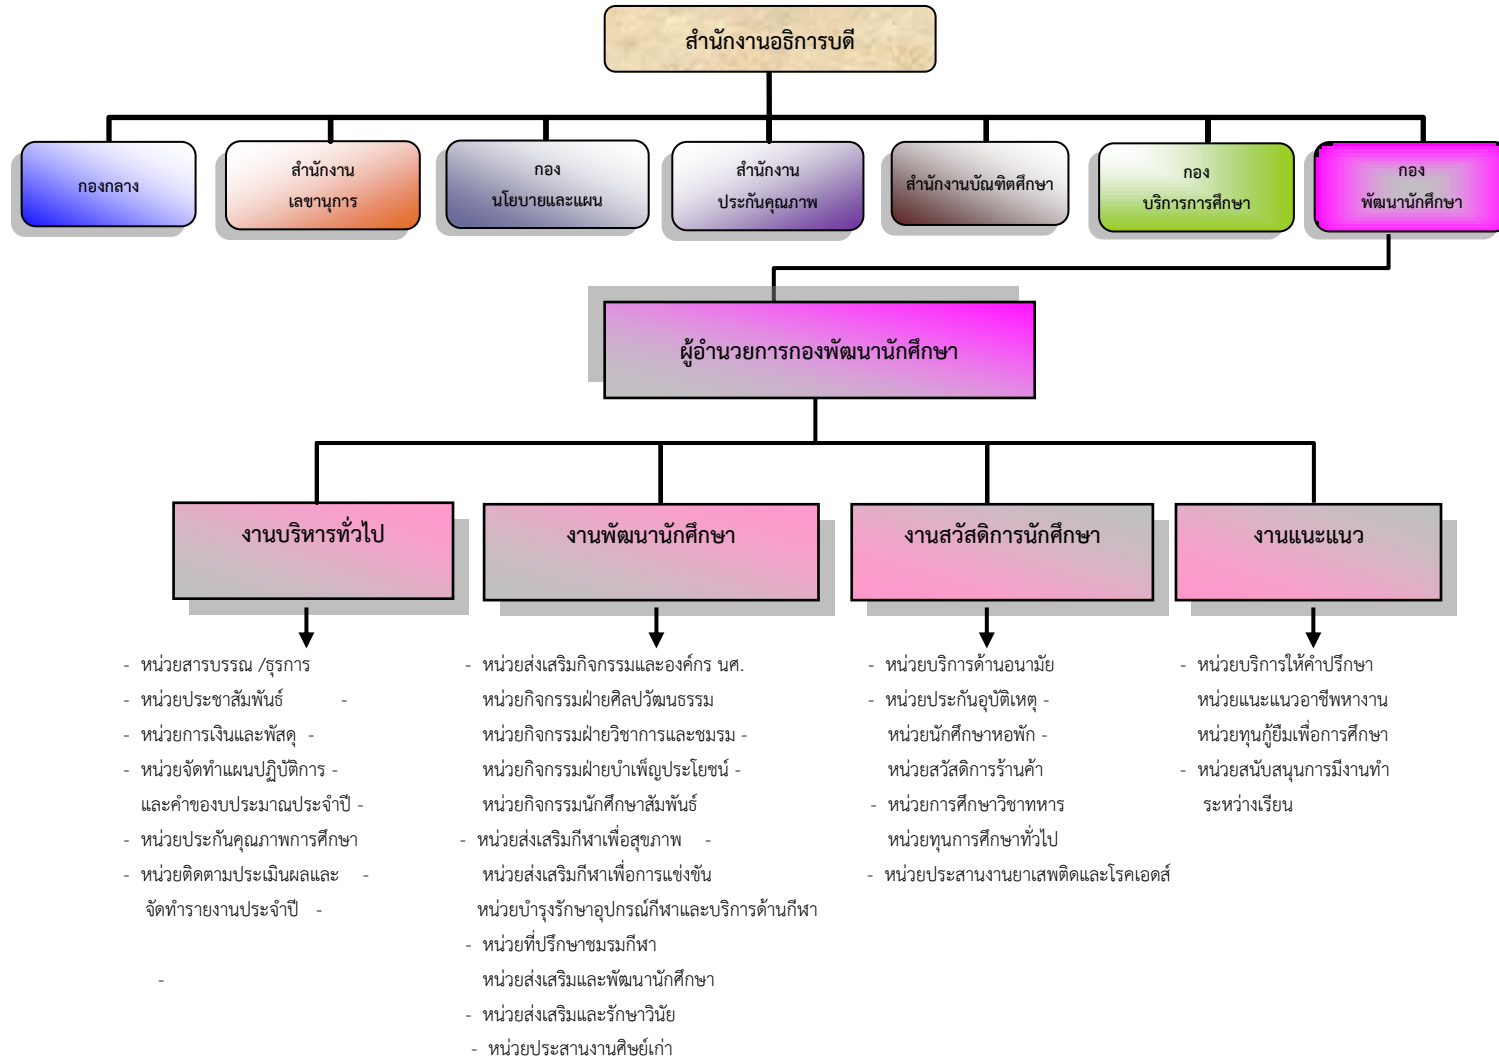 สำนักงานอธิการบดี
กองกลาง
สำนักงาน
เลขานุการ
กอง
นโยบายและแผน
สำนักงาน
ประกันคุณภาพ
สำนักงานบัณฑิตศึกษา
กอง
บริการการศึกษา
กอง
พัฒนานักศึกษา
ผู้อำนวยการกองพัฒนานักศึกษา
งานบริหารทั่วไป
- หน่วยสารบรรณ /ธุรการ
- หน่วยประชาสัมพันธ์ -
- หน่วยการเงินและพัสดุ -
- หน่วยจัดทำแผนปฏิบัติการ -
และคำของบประมาณประจำปี -
- หน่วยประกันคุณภาพการศึกษา
- หน่วยติดตามประเมินผลและ -
จัดทำรายงานประจำปี -
-
งานพัฒนานักศึกษา
- หน่วยส่งเสริมกิจกรรมและองค์กร นศ.
หน่วยกิจกรรมฝ่ายศิลปวัฒนธรรม
หน่วยกิจกรรมฝ่ายวิชาการและชมรม -
หน่วยกิจกรรมฝ่ายบำเพ็ญประโยชน์ -
หน่วยกิจกรรมนักศึกษาสัมพันธ์
- หน่วยส่งเสริมกีฬาเพื่อสุขภาพ -
หน่วยส่งเสริมกีฬาเพื่อการแข่งขัน
หน่วยบำรุงรักษาอุปกรณ์กีฬาและบริการด้านกีฬา
- หน่วยที่ปรึกษาชมรมกีฬา
หน่วยส่งเสริมและพัฒนานักศึกษา
- หน่วยส่งเสริมและรักษาวินัย
- หน่วยประสานงานศิษย์เก่า
งานสวัสดิการนักศึกษา
- หน่วยบริการด้านอนามัย
- หน่วยประกันอุบัติเหตุ -
หน่วยนักศึกษาหอพัก -
หน่วยสวัสดิการร้านค้า
- หน่วยการศึกษาวิชาทหาร
หน่วยทุนการศึกษาทั่วไป
- หน่วยประสานงานยาเสพติดและโรคเอดส์
งานแนะแนว
- หน่วยบริการให้คำปรึกษา
หน่วยแนะแนวอาชีพหางาน
หน่วยทุนกู้ยืมเพื่อการศึกษา
- หน่วยสนับสนุนการมีงานทำ
ระหว่างเรียน